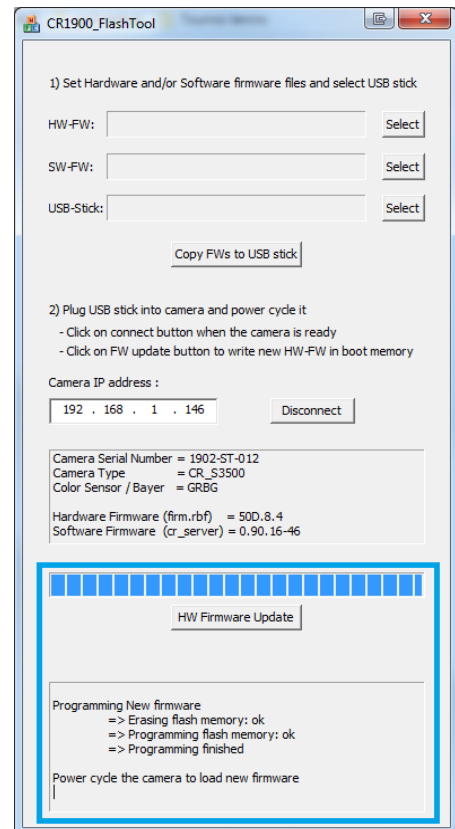 CR1900_FlashTool
1) Set Hardware and/or Software firmware files and select USB stick
HW-FW: Select
SW-FW: Select
USB-Stick: Select
Copy FWs to USB stick
2) Plug USB stick into camera and power cycle it
- Click on connect button when the camera is ready
- Click on FW update button to write new HW-FW in boot memory
Camera IP address :
192 . 168 . 1 . 146 Disconnect
Camera Serial Number = 1902-ST-012
Camera Type = CR_S3500
Color Sensor / Bayer = GRBG
Hardware Firmware (firm.rbf) = 50D.8.4
Software Firmware (cr_server) = 0.90.16-46
HW Firmware Update
Programming New firmware
=> Erasing flash memory: ok
=> Programming flash memory: ok
=> Programming finished
Power cycle the camera to load new firmware